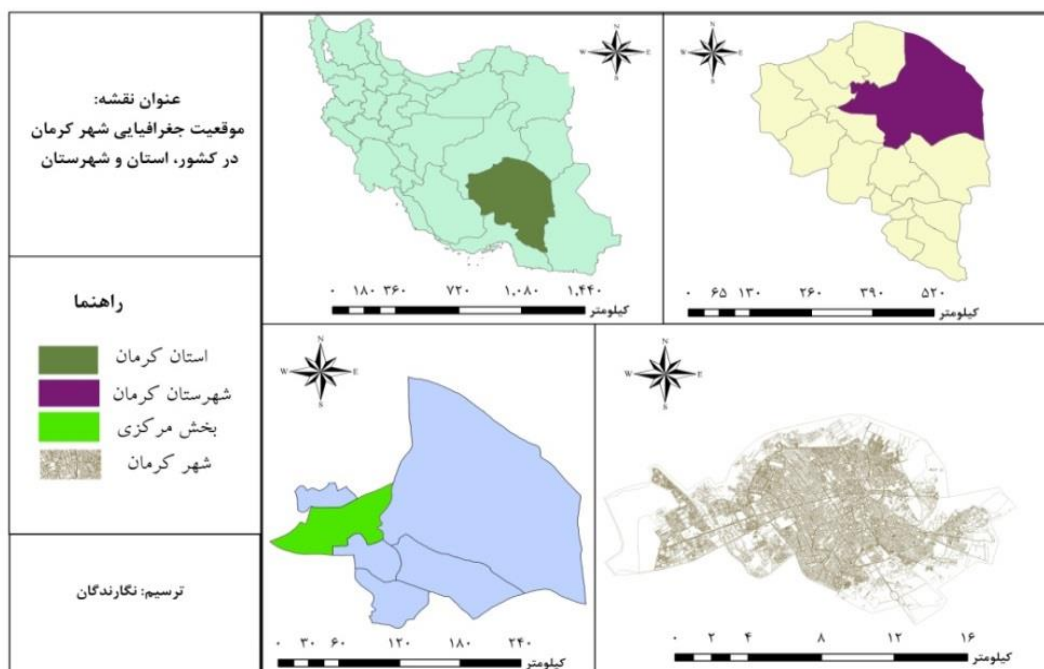 عنوان نقشه:
موقعیت جغرافیایی شهر کرمان
در کشور، استان و شهرستان
راهنما
استان کرمان
شهرستان کرمان
بخش مرکزی
شهر کرمان
ترسیم: نگارندگان
N
W E
S
۰ ۱۸۰ ۳۶۰ ۷۲۰ ۱,۰۸۰ ۱,۴۴۰
کیلومتر
N
W E
S
۰ ۶۵ ۱۳۰ ۲۶۰ ۳۹۰ ۵۲۰
کیلومتر
N
W E
S
۰ ۳۰ ۶۰ ۱۲۰ ۱۸۰ ۲۴۰
کیلومتر
N
W E
S
۰ ۲ ۴ ۸ ۱۲ ۱۶
کیلومتر